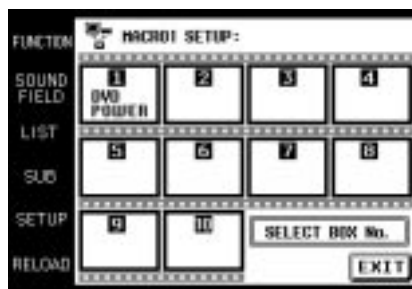 FUNCTION
SOUND
FIELD
LIST
SUB
SETUP
RELOAD
MACRO1 SETUP:
1 2 3 4
DVD
POWER
5 6 7 8
9 10
SELECT BOX No.
EXIT